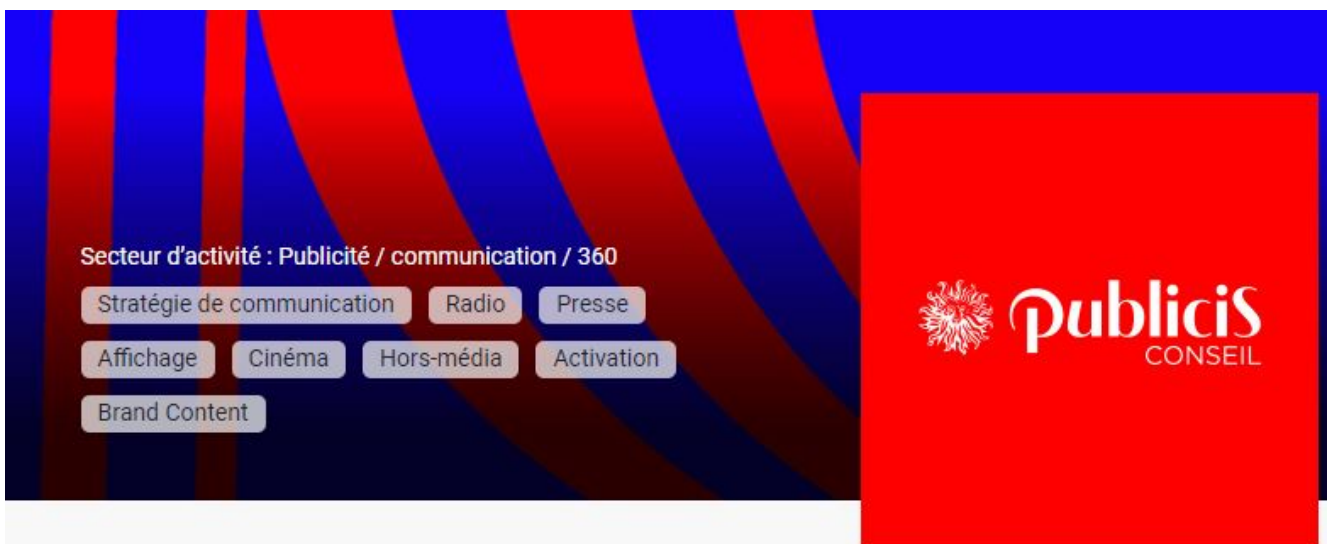 Secteur d'activité : Publicité / communication / 360
Stratégie de communication Radio Presse
Affichage Cinéma Hors-média Activation
Brand Content
PubliciS
CONSEIL